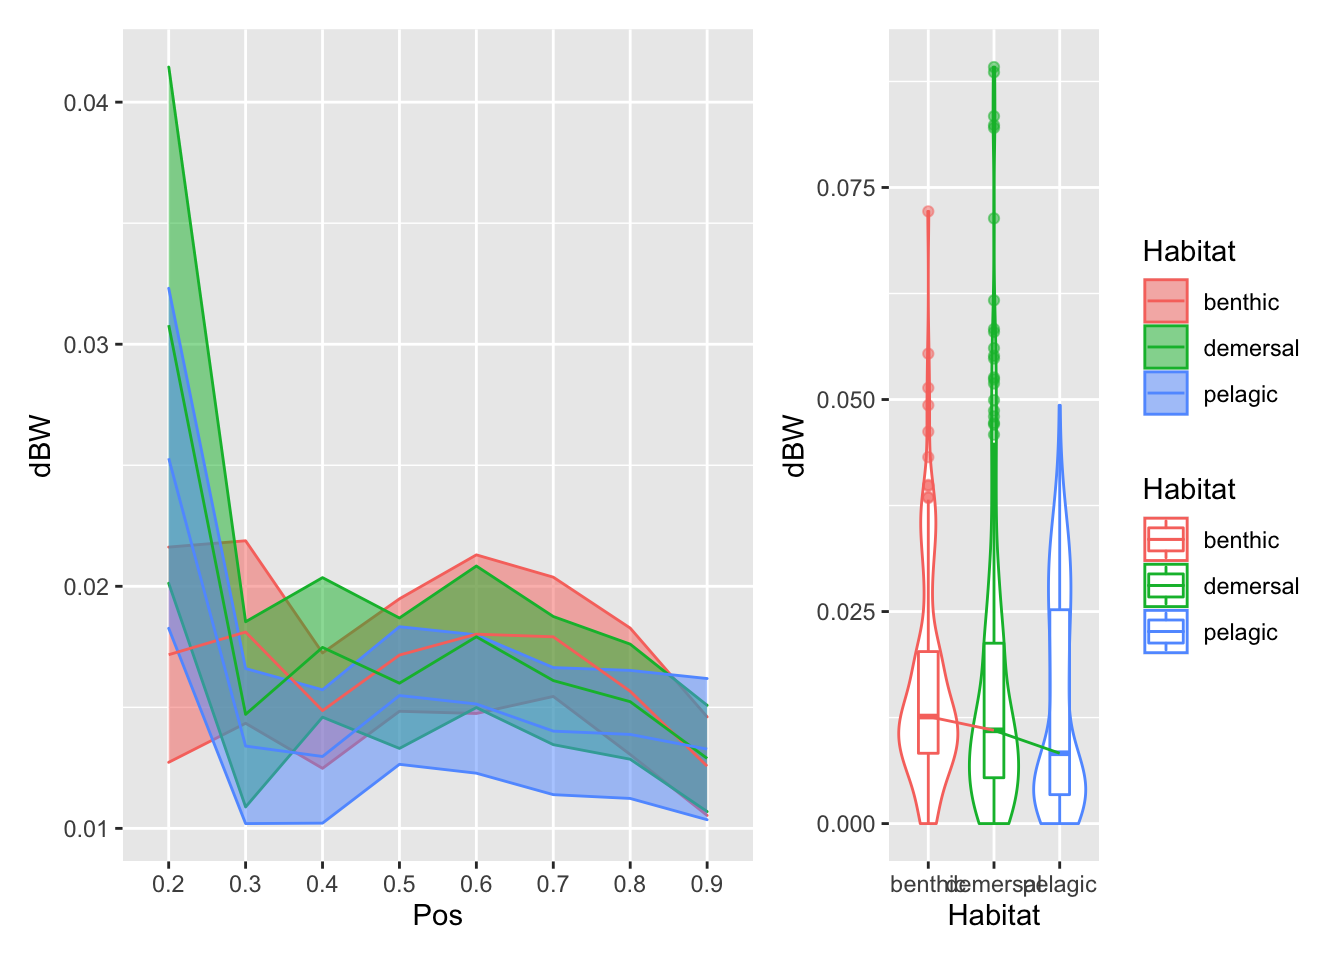 0.04
0.03
0.02
0.01
dBW
0.2 0.3 0.4 0.5 0.6 0.7 0.8 0.9
Pos
0.075
0.050
0.025
0.000
dBW
benthic demersal pelagic
Habitat
Habitat
benthic
demersal
pelagic
Habitat
benthic
demersal
pelagic